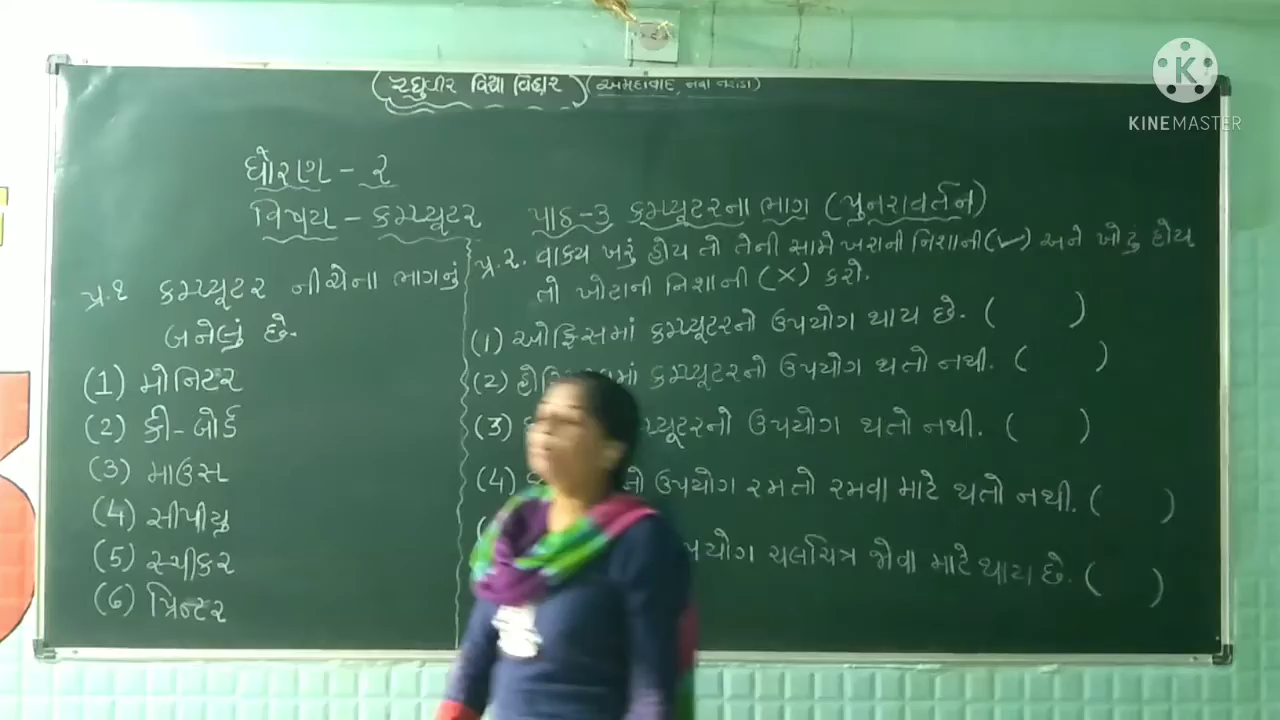 (રઘુવીર વિદ્યા વિહાર) (અમદાવાદ, નવા નરોડા)
KINEMASTER
ધોરણ - ૨
વિષય - કમ્પ્યૂટર
પાઠ-૩ કમ્પ્યૂટરના ભાગ (પુનરાવર્તન)
પ્ર.૧ કમ્પ્યૂટર નીચેના ભાગનું
બનેલું છે.
(1) મોનિટર
(2) કી-બોર્ડ
(3) માઉસ
(4) સીપીયુ
(5) સ્પીકર
(6) પ્રિન્ટર
પ્ર.૨. વાક્ય ખરું હોય તો તેની સામે ખરાની નિશાની(✓) અને ખોટું હોય
તો ખોટાની નિશાની (X) કરો.
(1) ઓફિસમાં કમ્પ્યૂટરનો ઉપયોગ થાય છે. ( )
(2) કમ્પ્યૂટરનો ઉપયોગ થતો નથી. ( )
(3) ઉપયોગ થતો નથી. ( )
(4) ઉપયોગ રમતો રમવા માટે થતો નથી. ( )
ચલચિત્ર જોવા માટે થાય છે. ( )